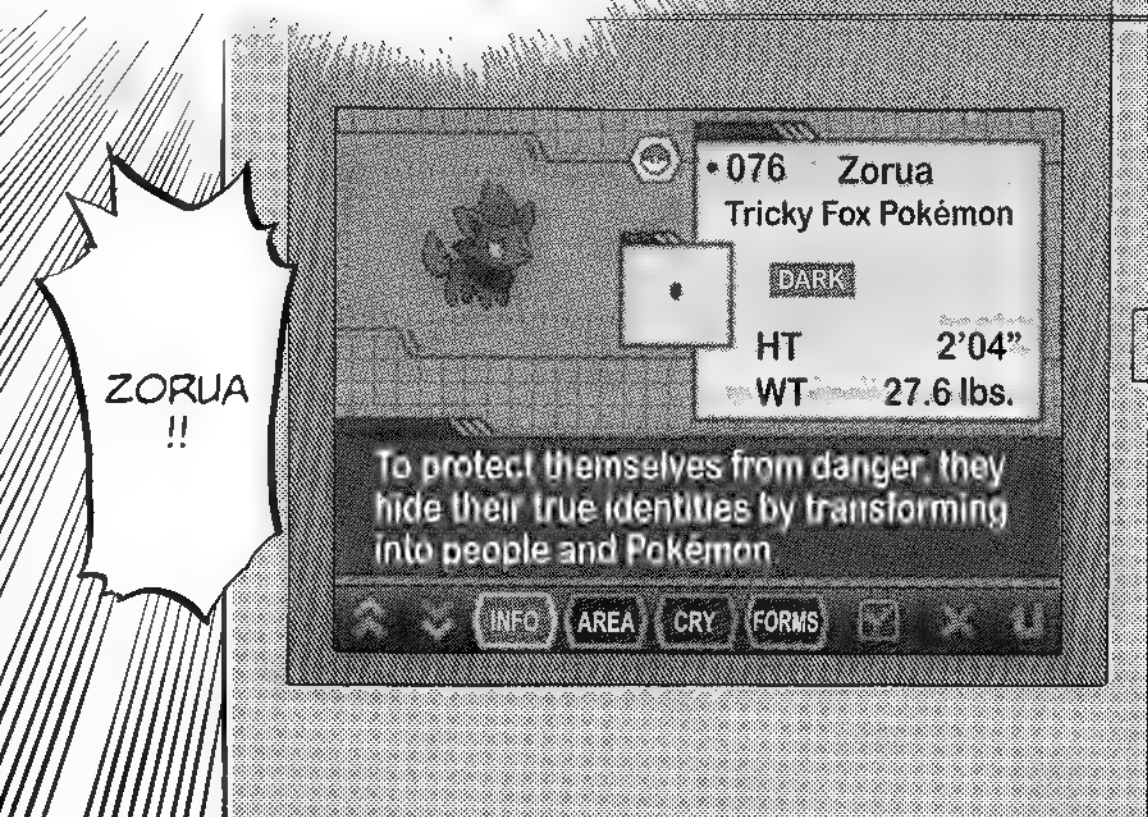 ZORUA
!!
076 Zorua
Tricky Fox Pokémon
DARK
HT 2'04"
WT 27.6 lbs.
To protect themselves from danger, they
hide their true identities by transforming
into people and Pokémon
INFO AREA CRY FORMS